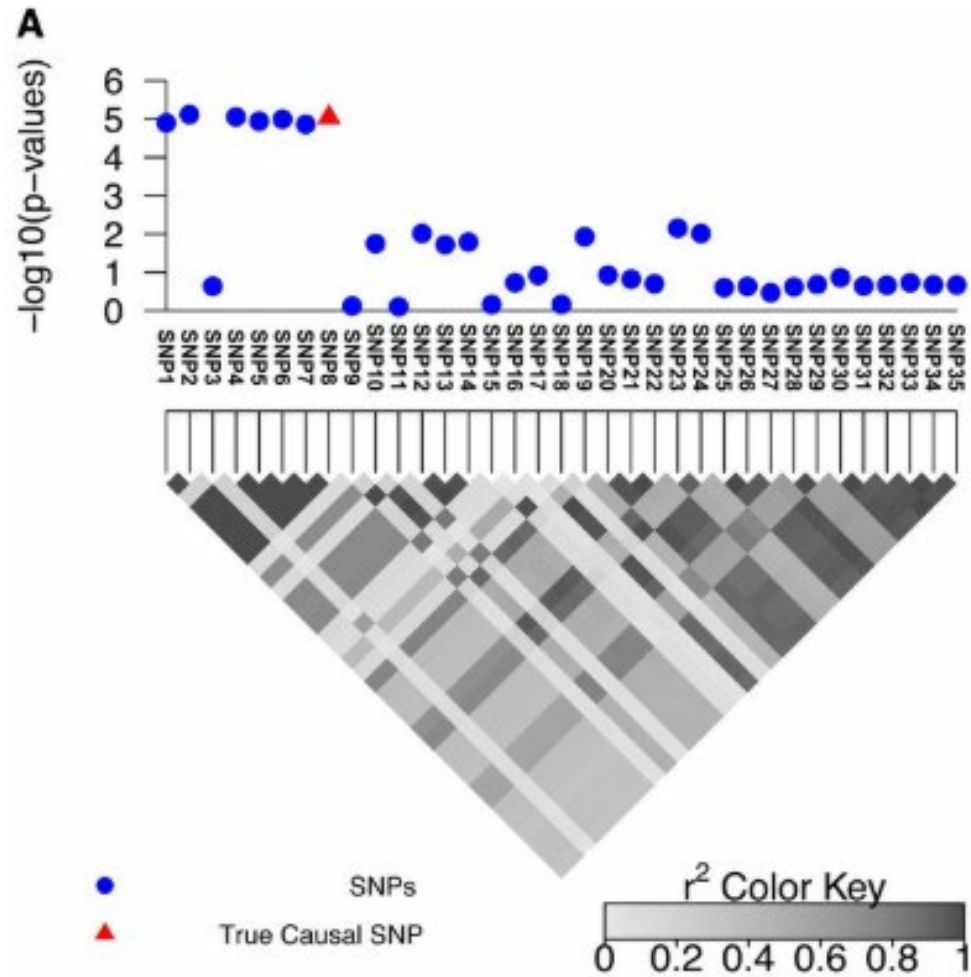 A
-log10(p-values)
6
5
4
3
2
1
0
SNP1
SNP2
SNP3
SNP4
SNP5
SNP6
SNP7
SNP8
SNP9
SNP10
SNP11
SNP12
SNP13
SNP14
SNP15
SNP16
SNP17
SNP18
SNP19
SNP20
SNP21
SNP22
SNP23
SNP24
SNP25
SNP26
SNP27
SNP28
SNP29
SNP30
SNP31
SNP32
SNP33
SNP34
SNP35
SNPs
True Causal SNP
r² Color Key
0 0.2 0.4 0.6 0.8 1